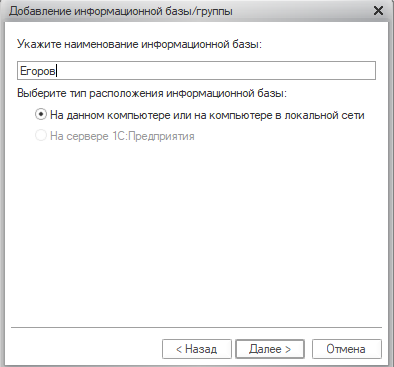 Добавление информационной базы/группы
Укажите наименование информационной базы:
Егоров
Выберите тип расположения информационной базы:
На данном компьютере или на компьютере в локальной сети
На сервере 1С:Предприятия
< Назад
Далее >
Отмена